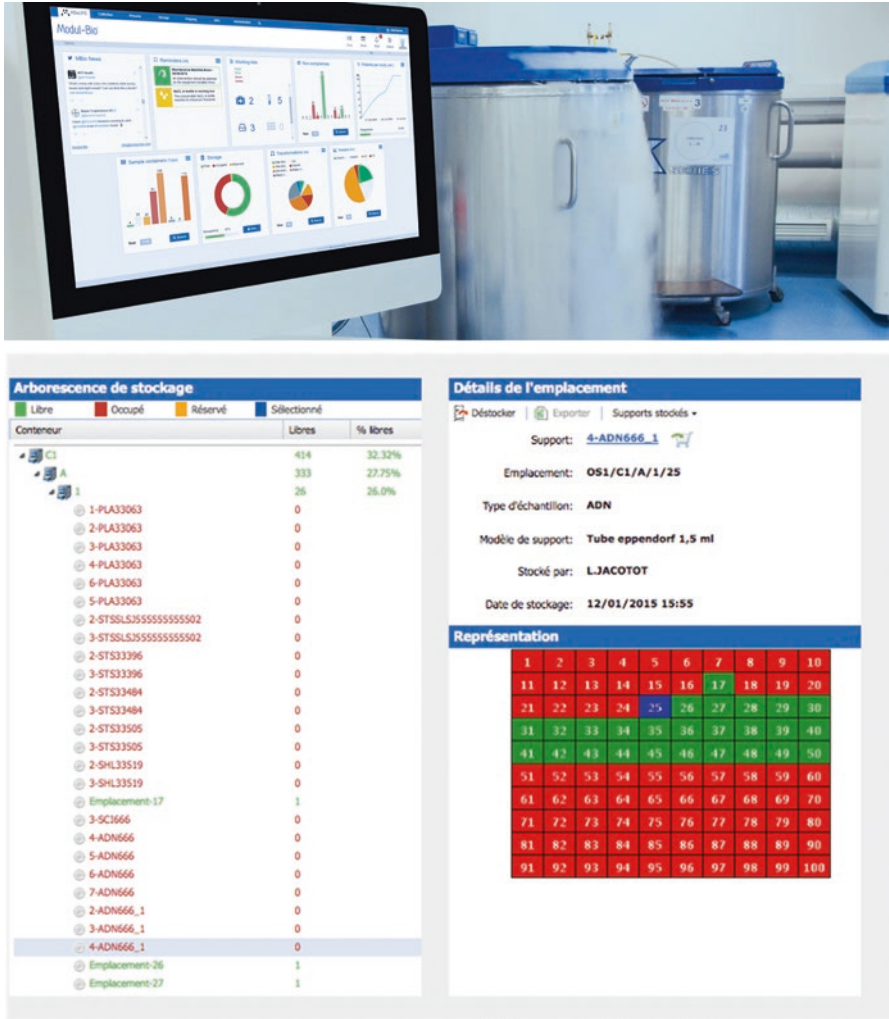 Modul-Bio
MBio News
Sample containers
Storage
3
23
SERIES
Arborescence de stockage
Libre Occupé Réservé Sélectionné
Conteneur Libres % libres
C1 414 32.32%
A 333 27.75%
1 26 26.0%
1-PLA33063 0
2-PLA33063 0
3-PLA33063 0
4-PLA33063 0
6-PLA33063 0
5-PLA33063 0
2-STSSLSJ555555555502 0
3-STSSLSJ555555555502 0
2-STS33396 0
3-STS33396 0
2-STS33484 0
3-STS33484 0
2-STS33505 0
3-STS33505 0
2-SHL33519 0
3-SHL33519 0
Emplacement-17 1
3-SCI666 0
4-ADN666 0
5-ADN666 0
6-ADN666 0
7-ADN666 0
2-ADN666_1 0
3-ADN666_1 0
4-ADN666_1 0
Emplacement-26 1
Emplacement-27 1
Détails de l'emplacement
Déstocker Exporter Supports stockés
Support: 4-ADN666_1
Emplacement: OS1/C1/A/1/25
Type d'échantillon: ADN
Modèle de support: Tube eppendorf 1,5 ml
Stocké par: L.JACOTOT
Date de stockage: 12/01/2015 15:55
Représentation
1 2 3 4 5 6 7 8 9 10
11 12 13 14 15 16 17 18 19 20
21 22 23 24 25 26 27 28 29 30
31 32 33 34 35 36 37 38 39 40
41 42 43 44 45 46 47 48 49 50
51 52 53 54 55 56 57 58 59 60
61 62 63 64 65 66 67 68 69 70
71 72 73 74 75 76 77 78 79 80
81 82 83 84 85 86 87 88 89 90
91 92 93 94 95 96 97 98 99 100